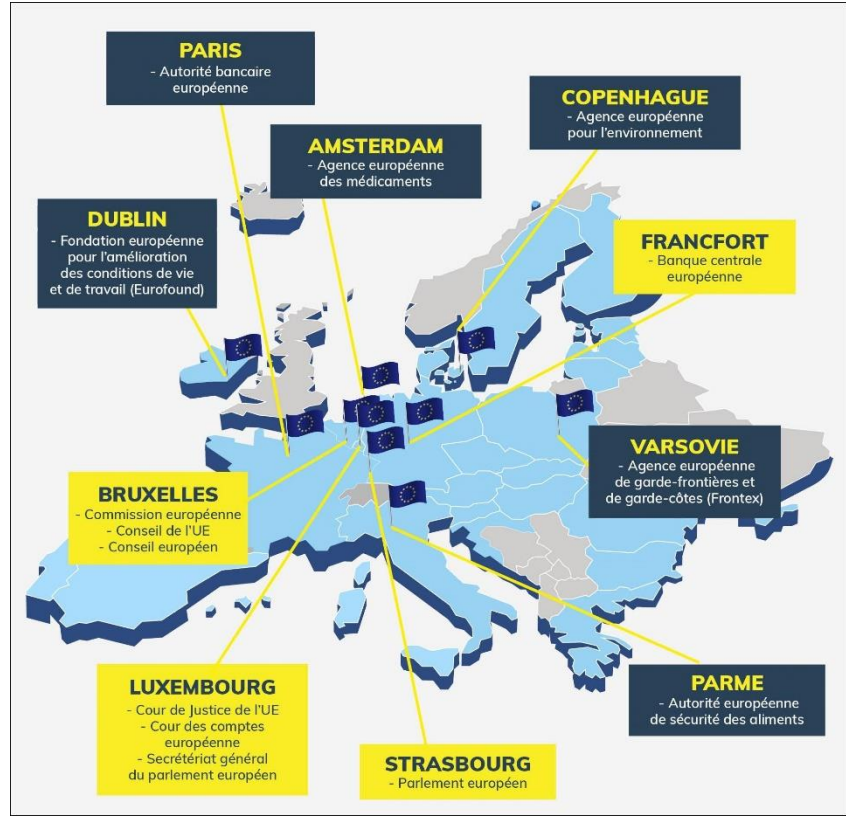 PARIS
- Autorité bancaire
européenne
COPENHAGUE
- Agence européenne
pour l'environnement
AMSTERDAM
- Agence européenne
des médicaments
DUBLIN
- Fondation européenne
pour l'amélioration
des conditions de vie
et de travail (Eurofound)
FRANCFORT
- Banque centrale
européenne
VARSOVIE
- Agence européenne
de garde-frontières et
de garde-côtes (Frontex)
BRUXELLES
- Commission européenne
- Conseil de l'UE
- Conseil européen
LUXEMBOURG
- Cour de Justice de l'UE
- Cour des comptes
européenne
- Secrétériat général
du parlement européen
PARME
- Autorité européenne
de sécurité des aliments
STRASBOURG
- Parlement européen